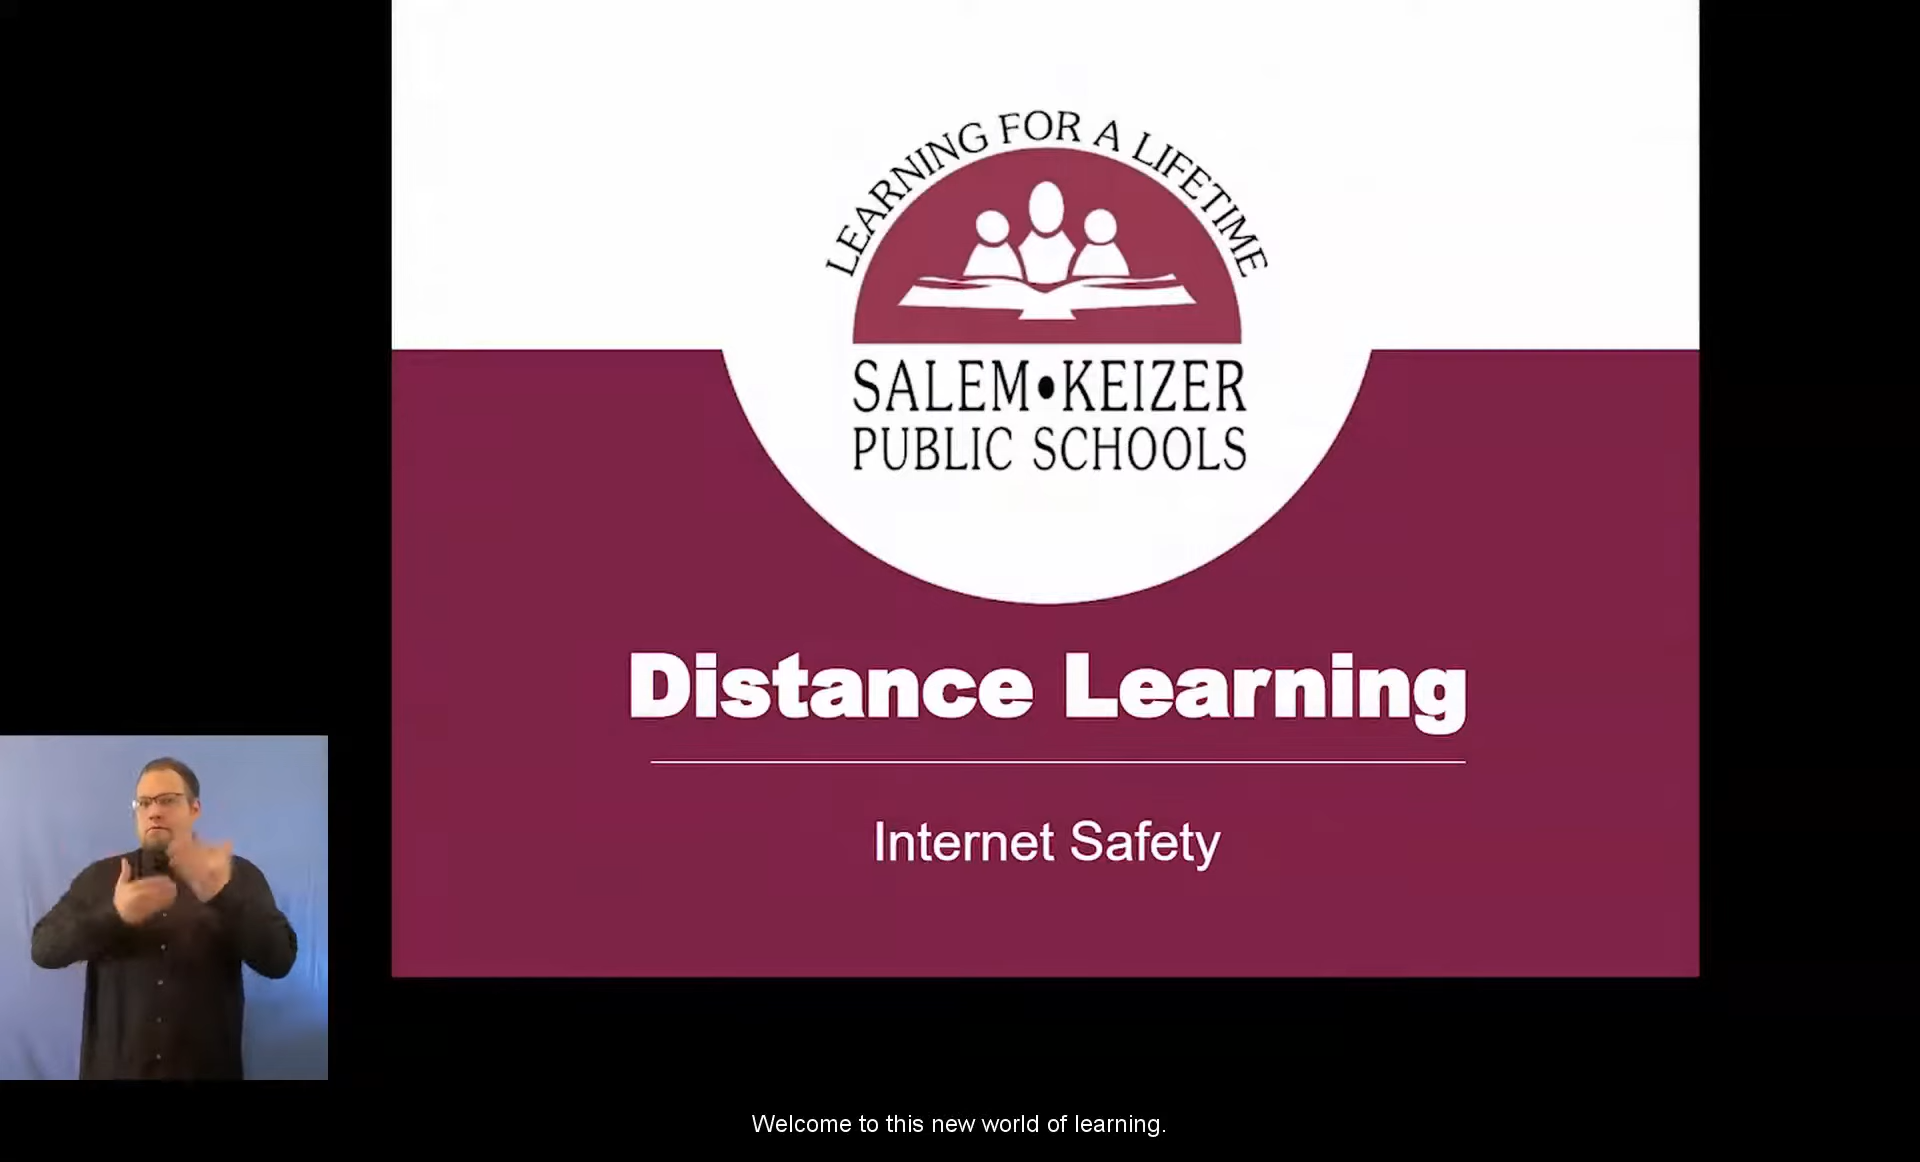 LEARNING FOR A LIFETIME
SALEM•KEIZER
PUBLIC SCHOOLS
Distance Learning
Internet Safety
Welcome to this new world of learning.